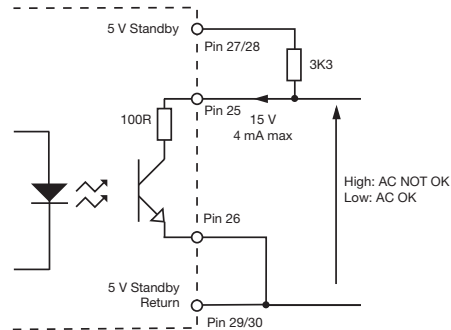 5 V Standby
Pin 27/28
3K3
Pin 25
100R
15 V
4 mA max
High: AC NOT OK
Low: AC OK
Pin 26
5 V Standby
Return
Pin 29/30